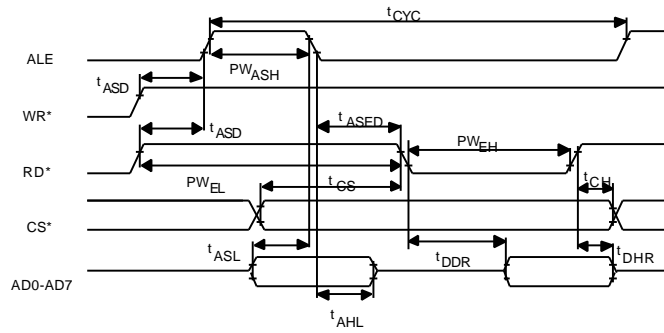 tCYC
ALE
PWASH
tASD
WR*
tASD
tASED
PWEH
RD*
PWEL
tCS
tCH
CS*
tASL
tDDR
tDHR
AD0-AD7
tAHL